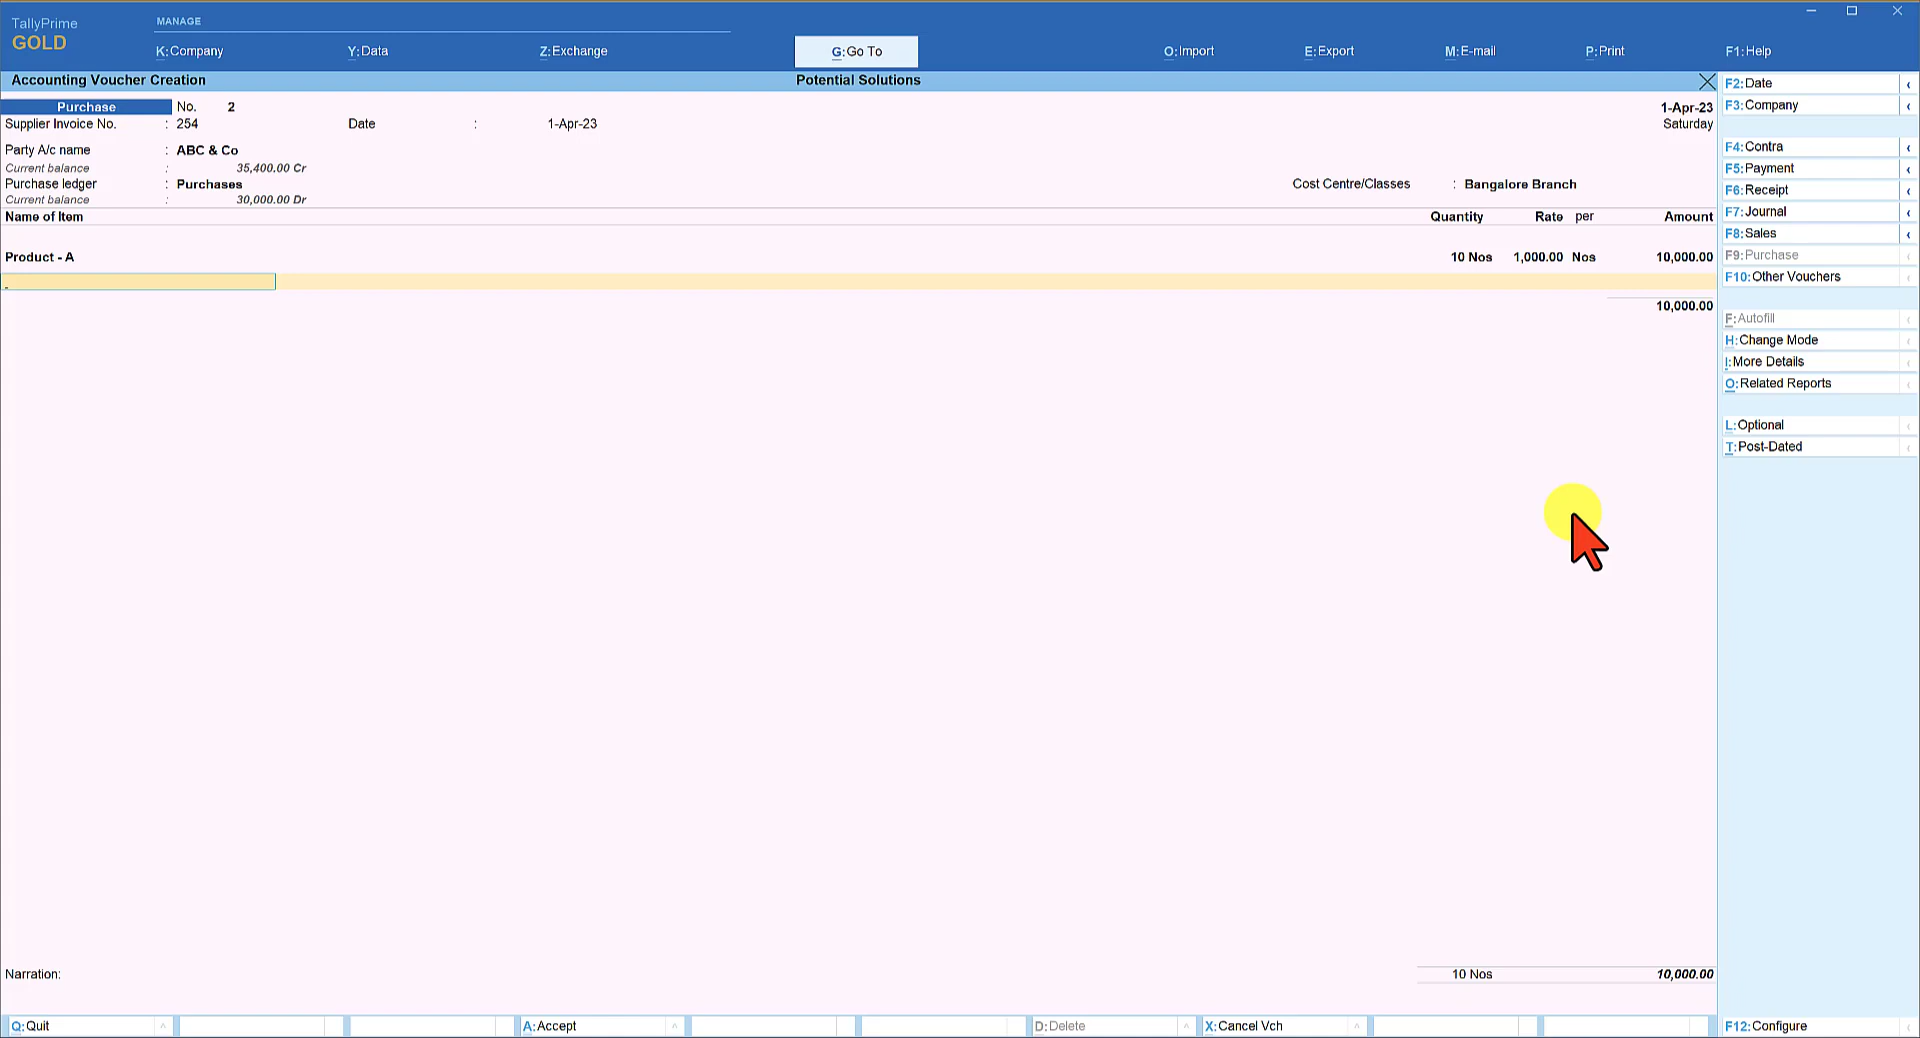 TallyPrime
GOLD
MANAGE
K:Company Y:Data Z:Exchange G:Go To O:Import E:Export M:E-mail P:Print F1:Help
Accounting Voucher Creation Potential Solutions
Purchase No. 2 1-Apr-23
Supplier Invoice No. : 254 Date : 1-Apr-23 Saturday
Party A/c name : ABC & Co
Current balance : 35,400.00 Cr
Purchase ledger : Purchases Cost Centre/Classes : Bangalore Branch
Current balance : 30,000.00 Dr
Name of Item Quantity Rate per Amount
Product - A 10 Nos 1,000.00 Nos 10,000.00
10,000.00
Narration: 10 Nos 10,000.00
F2:Date
F3:Company
F4:Contra
F5:Payment
F6:Receipt
F7:Journal
F8:Sales
F9:Purchase
F10:Other Vouchers
F:Autofill
H:Change Mode
I:More Details
O:Related Reports
L:Optional
T:Post-Dated
Q:Quit A:Accept D:Delete X:Cancel Vch F12:Configure